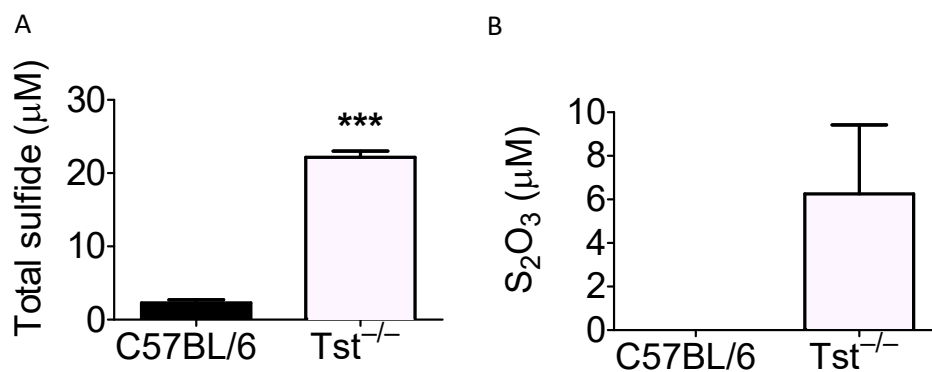 A
Total sulfide (μM)
30
20
10
0
***
C57BL/6
Tst⁻/⁻
B
S₂O₃ (μM)
10
8
6
4
2
0
C57BL/6
Tst⁻/⁻